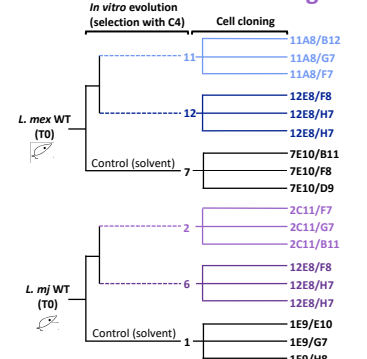 In vitro evolution
(selection with C4)
Cell cloning
11
11A8/B12
11A8/G7
11A8/F7
12
12E8/F8
12E8/H7
12E8/H7
L. mex WT
(T0)
Control (solvent)
7
7E10/B11
7E10/F8
7E10/D9
2
2C11/F7
2C11/G7
2C11/B11
6
12E8/F8
12E8/H7
12E8/H7
L. mj WT
(T0)
Control (solvent)
1
1E9/E10
1E9/G7
1E9/H8